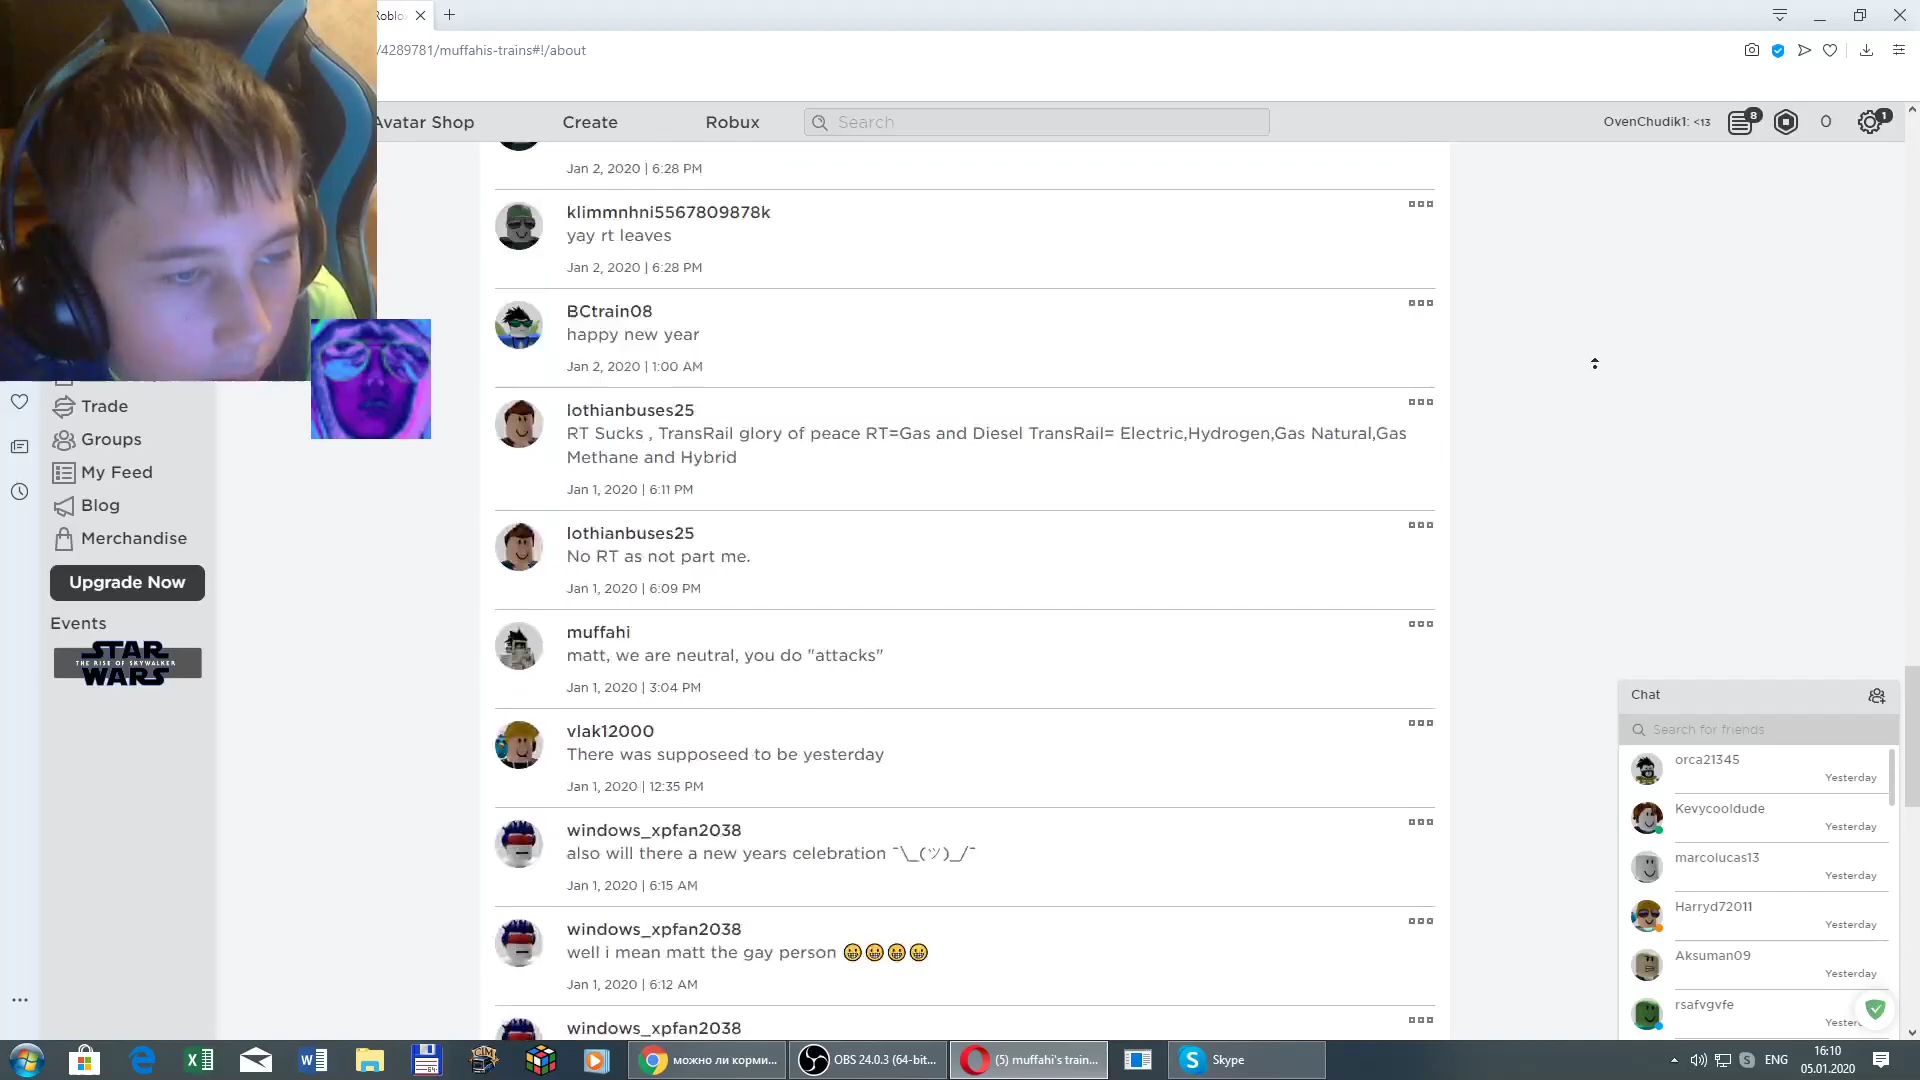 Roblo
/4289781/muffahis-trains#!/about
Avatar Shop
Create
Robux
Search
OvenChudik1: <13
8
0
1
Jan 2, 2020 | 6:28 PM
klimmnhni5567809878k
yay rt leaves
Jan 2, 2020 | 6:28 PM
BCtrain08
happy new year
Jan 2, 2020 | 1:00 AM
lothianbuses25
RT Sucks , TransRail glory of peace RT=Gas and Diesel TransRail= Electric,Hydrogen,Gas Natural,Gas
Methane and Hybrid
Jan 1, 2020 | 6:11 PM
lothianbuses25
No RT as not part me.
Jan 1, 2020 | 6:09 PM
muffahi
matt, we are neutral, you do "attacks"
Jan 1, 2020 | 3:04 PM
vlak12000
There was supposeed to be yesterday
Jan 1, 2020 | 12:35 PM
windows_xpfan2038
also will there a new years celebration ¯\_(ツ)_/¯
Jan 1, 2020 | 6:15 AM
windows_xpfan2038
well i mean matt the gay person 😀😀😀😀
Jan 1, 2020 | 6:12 AM
windows_xpfan2038
Trade
Groups
My Feed
Blog
Merchandise
Upgrade Now
Events
STAR
THE RISE OF SKYWALKER
WARS
Chat
Search for friends
orca21345
Yesterday
Kevycooldude
Yesterday
marcolucas13
Yesterday
Harryd72011
Yesterday
Aksuman09
Yesterday
rsafvgvfe
Yester
можно ли корми...
OBS 24.0.3 (64-bit...
(5) muffahi's train...
Skype
ENG
16:10
05.01.2020